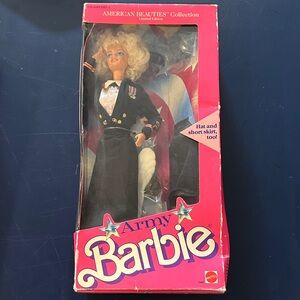 AMERICAN BEAUTIES Collection
Limited Edition
Hat and
short skirt,
too!
Army
Barbie
MATTEL